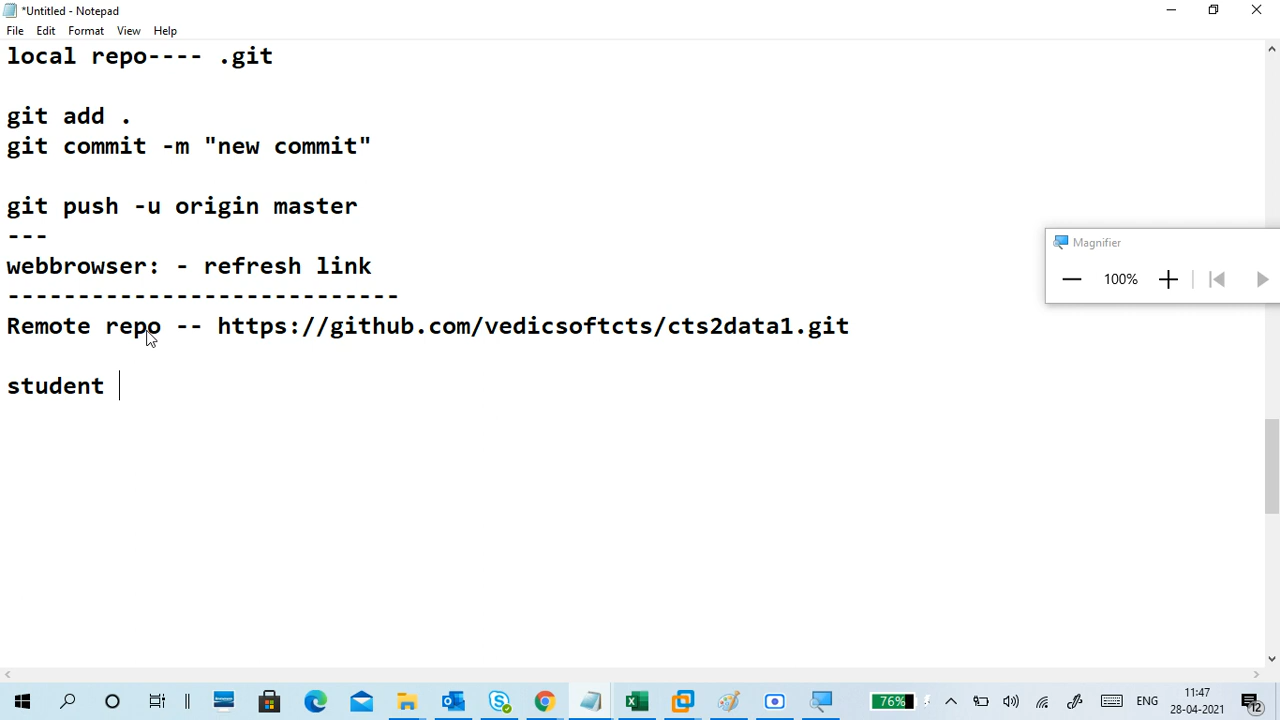 *Untitled - Notepad
File Edit Format View Help
local repo---- .git
git add .
git commit -m "new commit"
git push -u origin master
---
webbrowser: - refresh link
----------------------------
Remote repo -- https://github.com/vedicsoftcts/cts2data1.git
student
Magnifier
100%
76%
ENG
11:47
28-04-2021
12